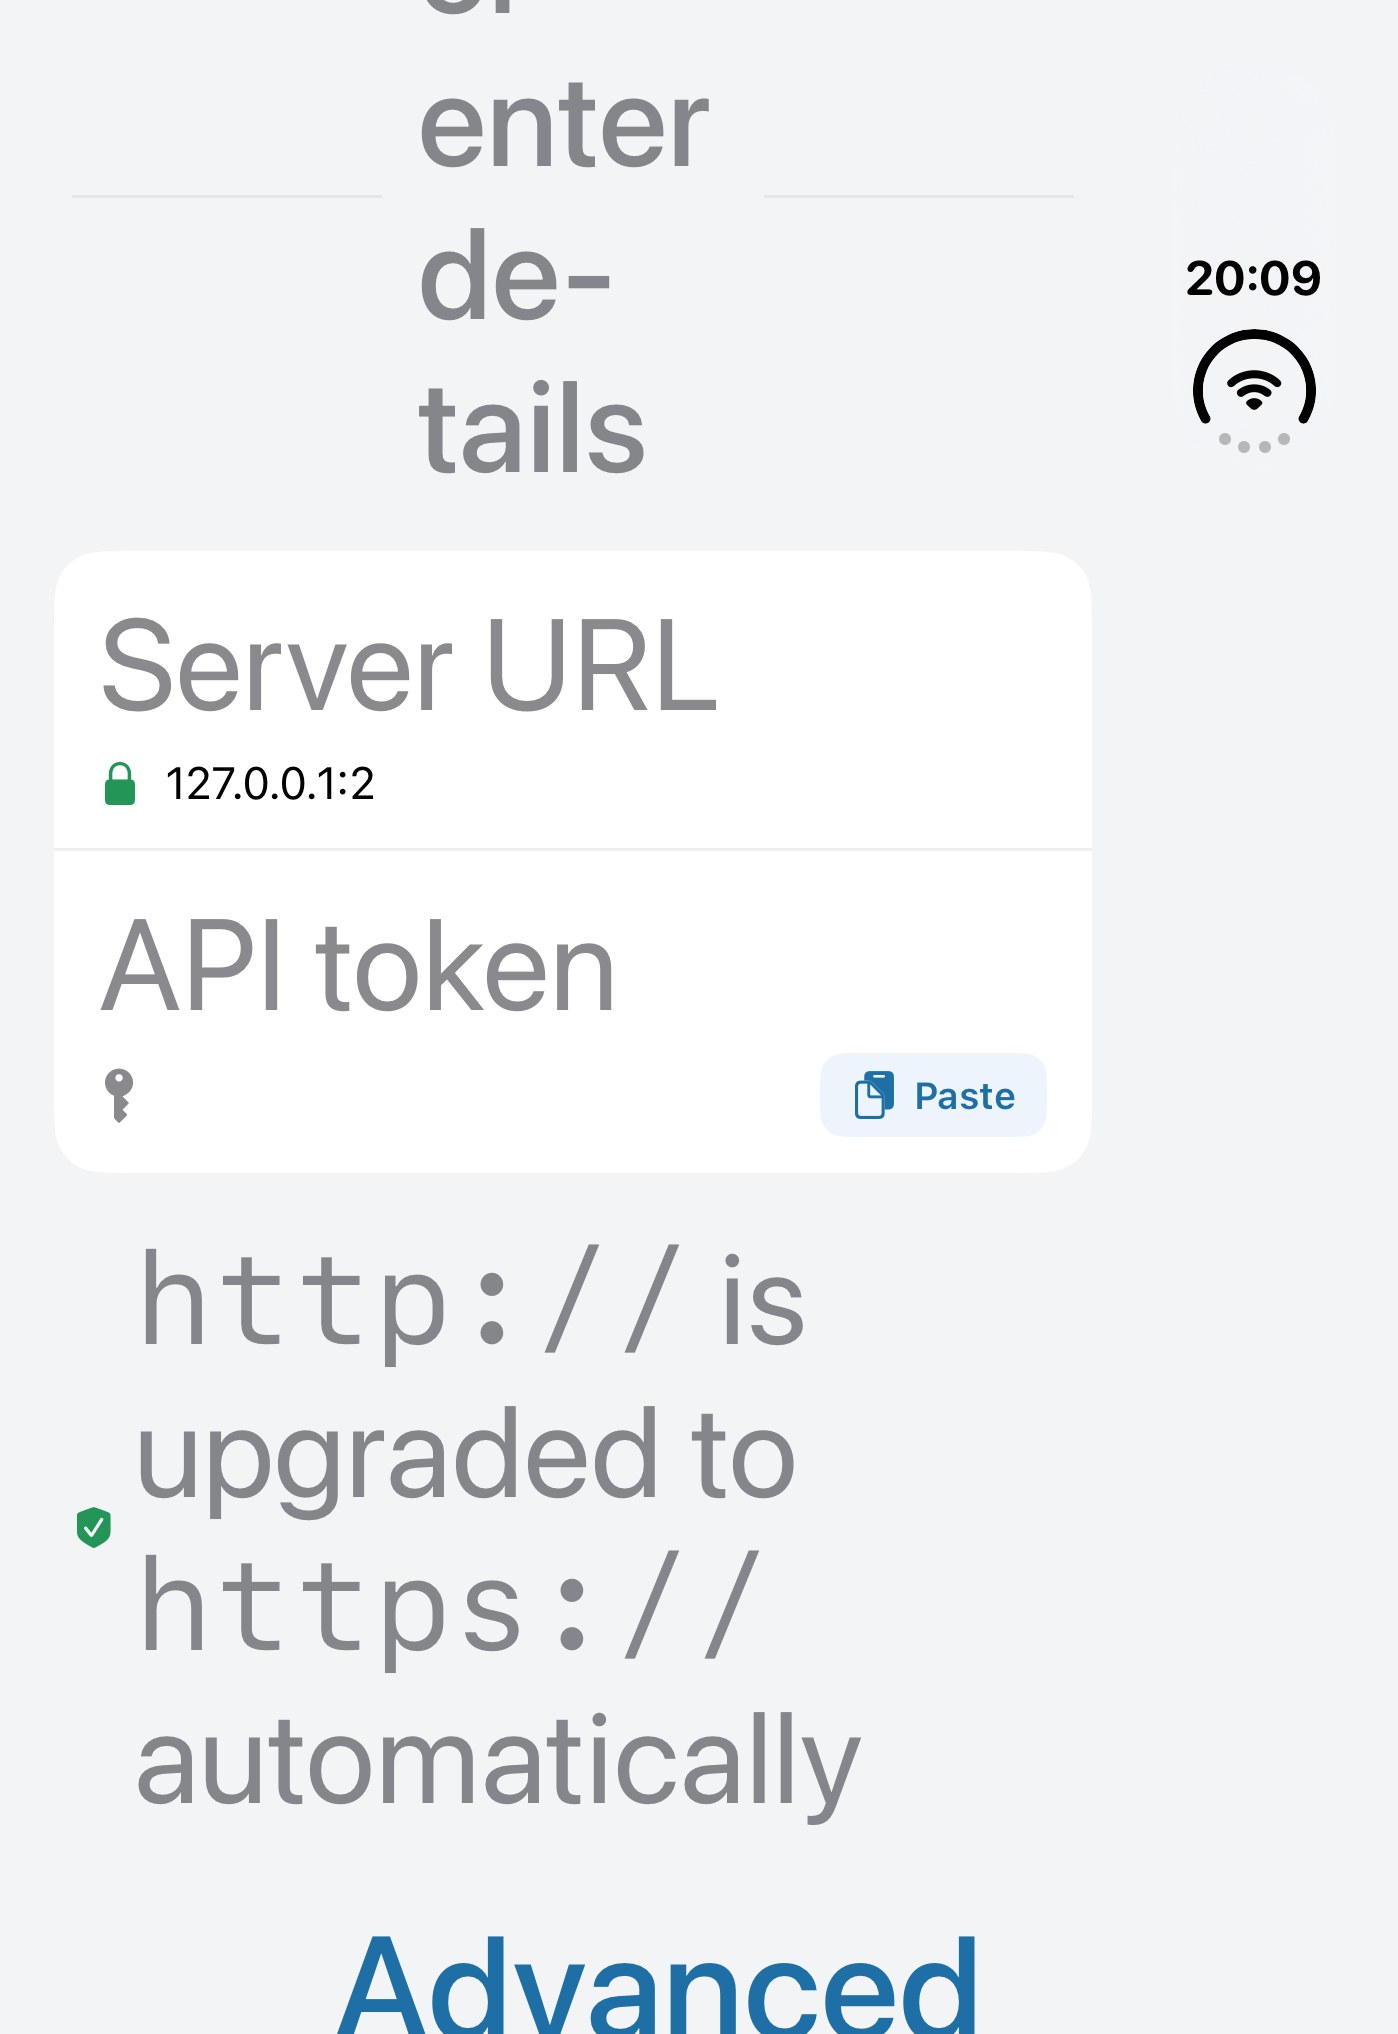 or
enter
de-
tails
20:09
Server URL
127.0.0.1:2
API token
Paste
http:// is
upgraded to
https://
automatically
Advanced